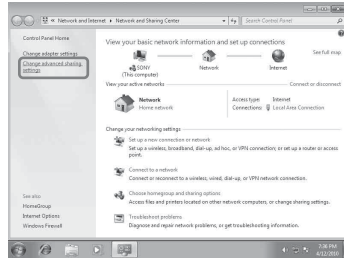 « Network and Internet ▸ Network and Sharing Center
Search Control Panel
Control Panel Home
Change adapter settings
Change advanced sharing
settings
See also
HomeGroup
Internet Options
Windows Firewall
View your basic network information and set up connections
See full map
SONY
(This computer)
Network
Internet
View your active networks
Connect or disconnect
Network
Home network
Access type: Internet
Connections: Local Area Connection
Change your networking settings
Set up a new connection or network
Set up a wireless, broadband, dial-up, ad hoc, or VPN connection; or set up a router or access
point.
Connect to a network
Connect or reconnect to a wireless, wired, dial-up, or VPN network connection.
Choose homegroup and sharing options
Access files and printers located on other network computers, or change sharing settings.
Troubleshoot problems
Diagnose and repair network problems, or get troubleshooting information.
7:36 PM
4/12/2010